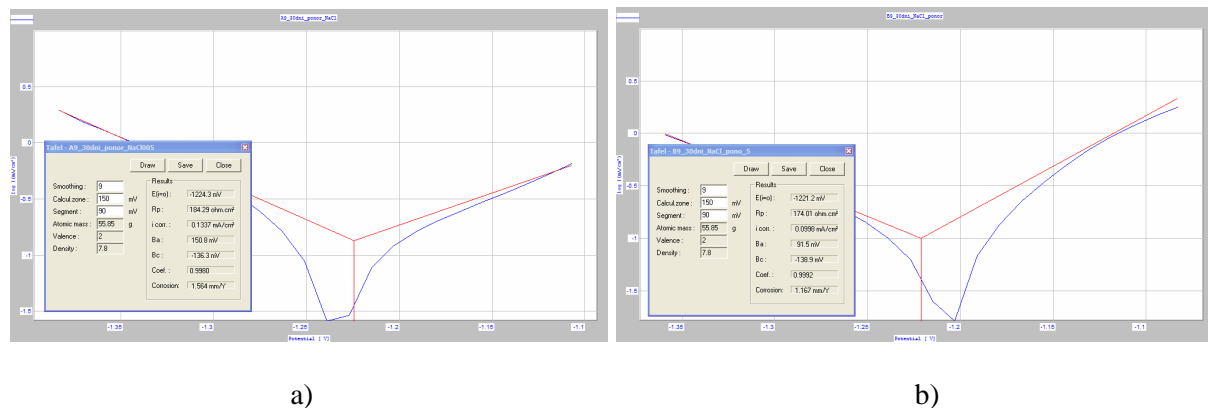 A9_30dni_ponor_NaCl
0.5
0
-0.5
-1
-1.5
log [mA/cm²]
-1.35
-1.3
-1.25
-1.2
-1.15
-1.1
Potential [ V]
Tafel - A9_30dni_ponor_NaCl005
Draw Save Close
Smoothing : 9
Calcul.zone : 150 mV
Segment : 90 mV
Atomic mass : 55.85 g
Valence : 2
Density : 7.8
Results
E(i=o) : -1224.3 mV
Rp : 184.29 ohm.cm²
i corr. : 0.1337 mA/cm²
Ba : 150.8 mV
Bc : -136.3 mV
Coef. : 0.9980
Corrosion: 1.564 mm/Y
a)
B9_30dni_NaCl_ponor
0.5
0
-0.5
-1
-1.5
log [mA/cm²]
-1.35
-1.3
-1.25
-1.2
-1.15
-1.1
Potential [ V]
Tafel - B9_30dni_NaCl_pono_5
Draw Save Close
Smoothing : 9
Calcul.zone : 150 mV
Segment : 90 mV
Atomic mass : 55.85 g
Valence : 2
Density : 7.8
Results
E(i=o) : -1221.2 mV
Rp : 174.01 ohm.cm²
i corr. : 0.0998 mA/cm²
Ba : 91.5 mV
Bc : -138.9 mV
Coef. : 0.9992
Corrosion: 1.167 mm/Y
b)